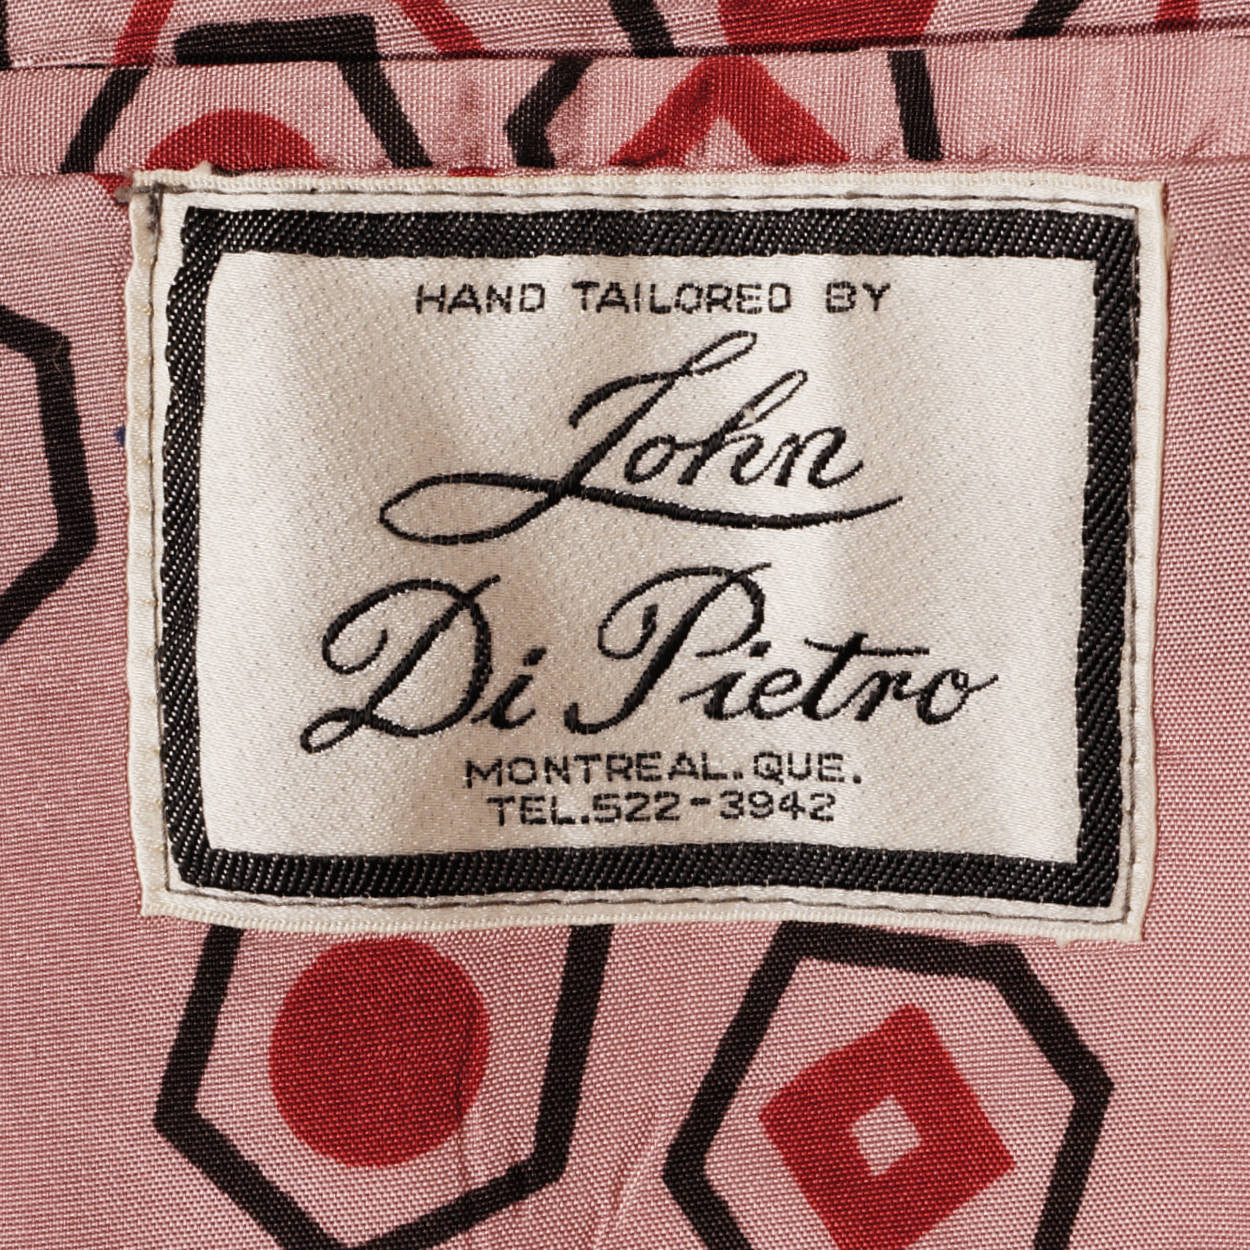 HAND TAILORED BY
John
Di Pietro
MONTREAL. QUE.
TEL. 522-3942